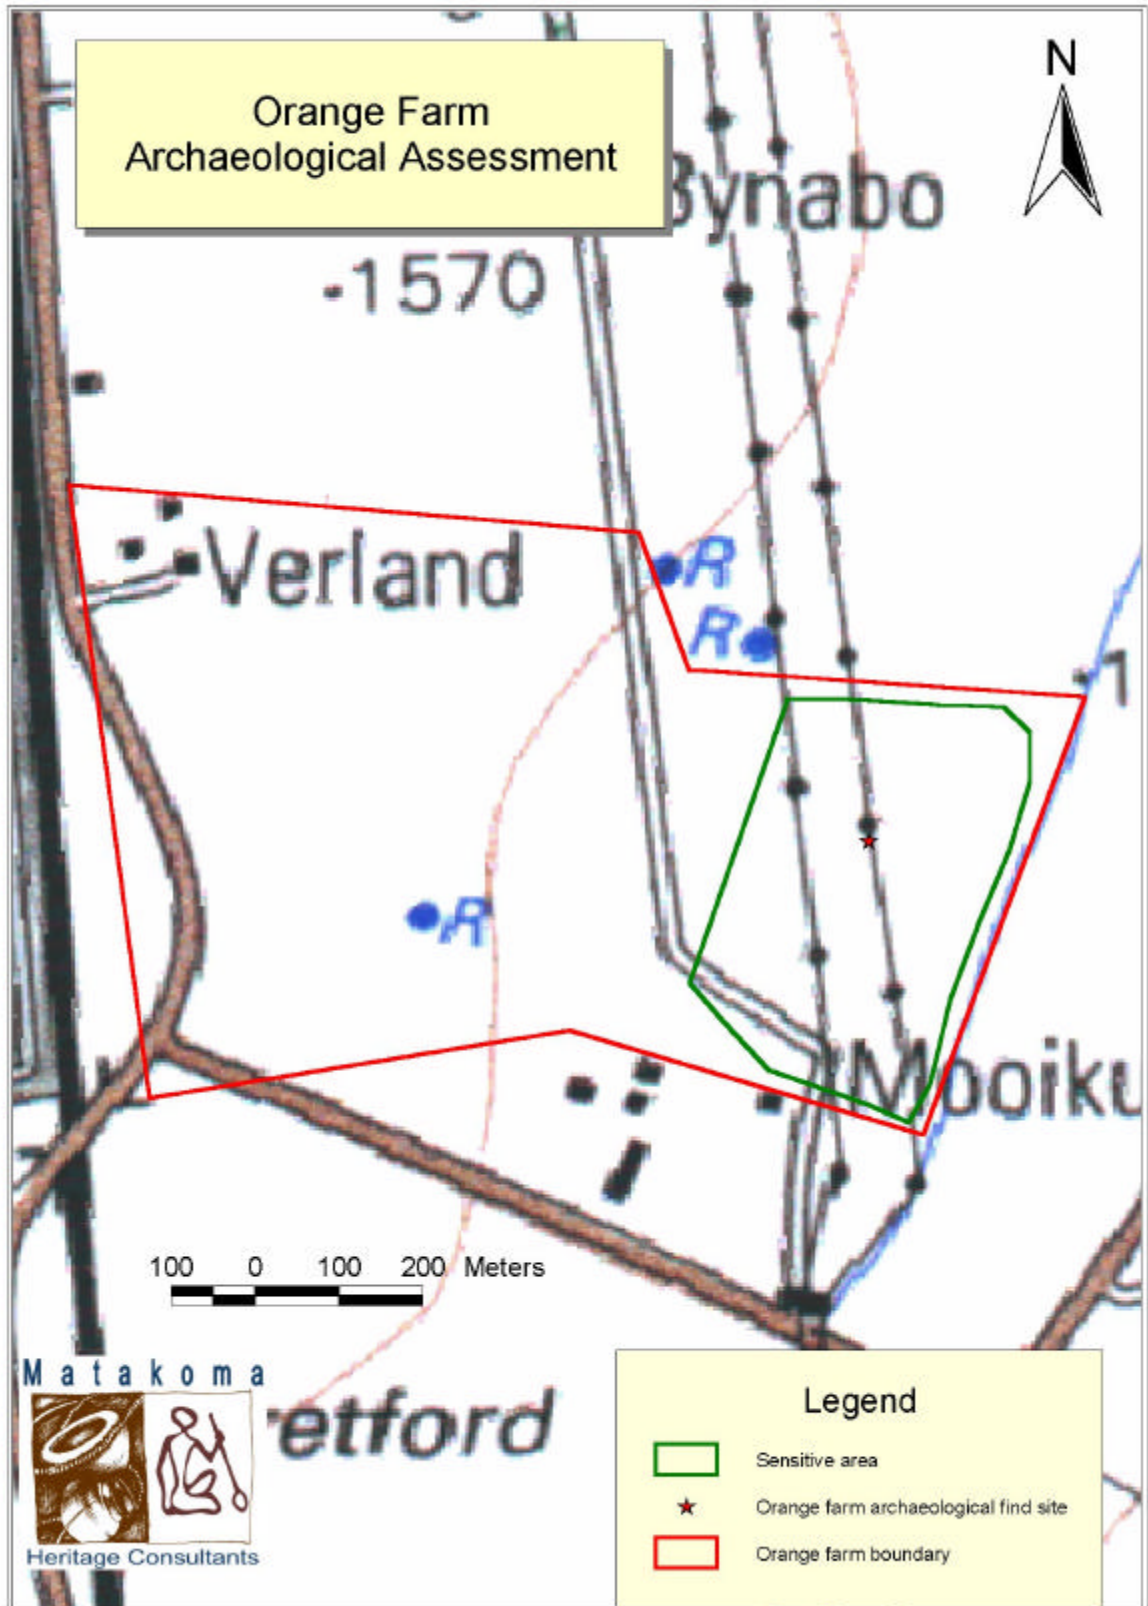 Orange Farm
Archaeological Assessment
N
Bynabo
-1570
Verland
R
R
R
100 0 100 200 Meters
Matakoma
Heritage Consultants
etford
Legend
Sensitive area
Orange farm archaeological find site
Orange farm boundary